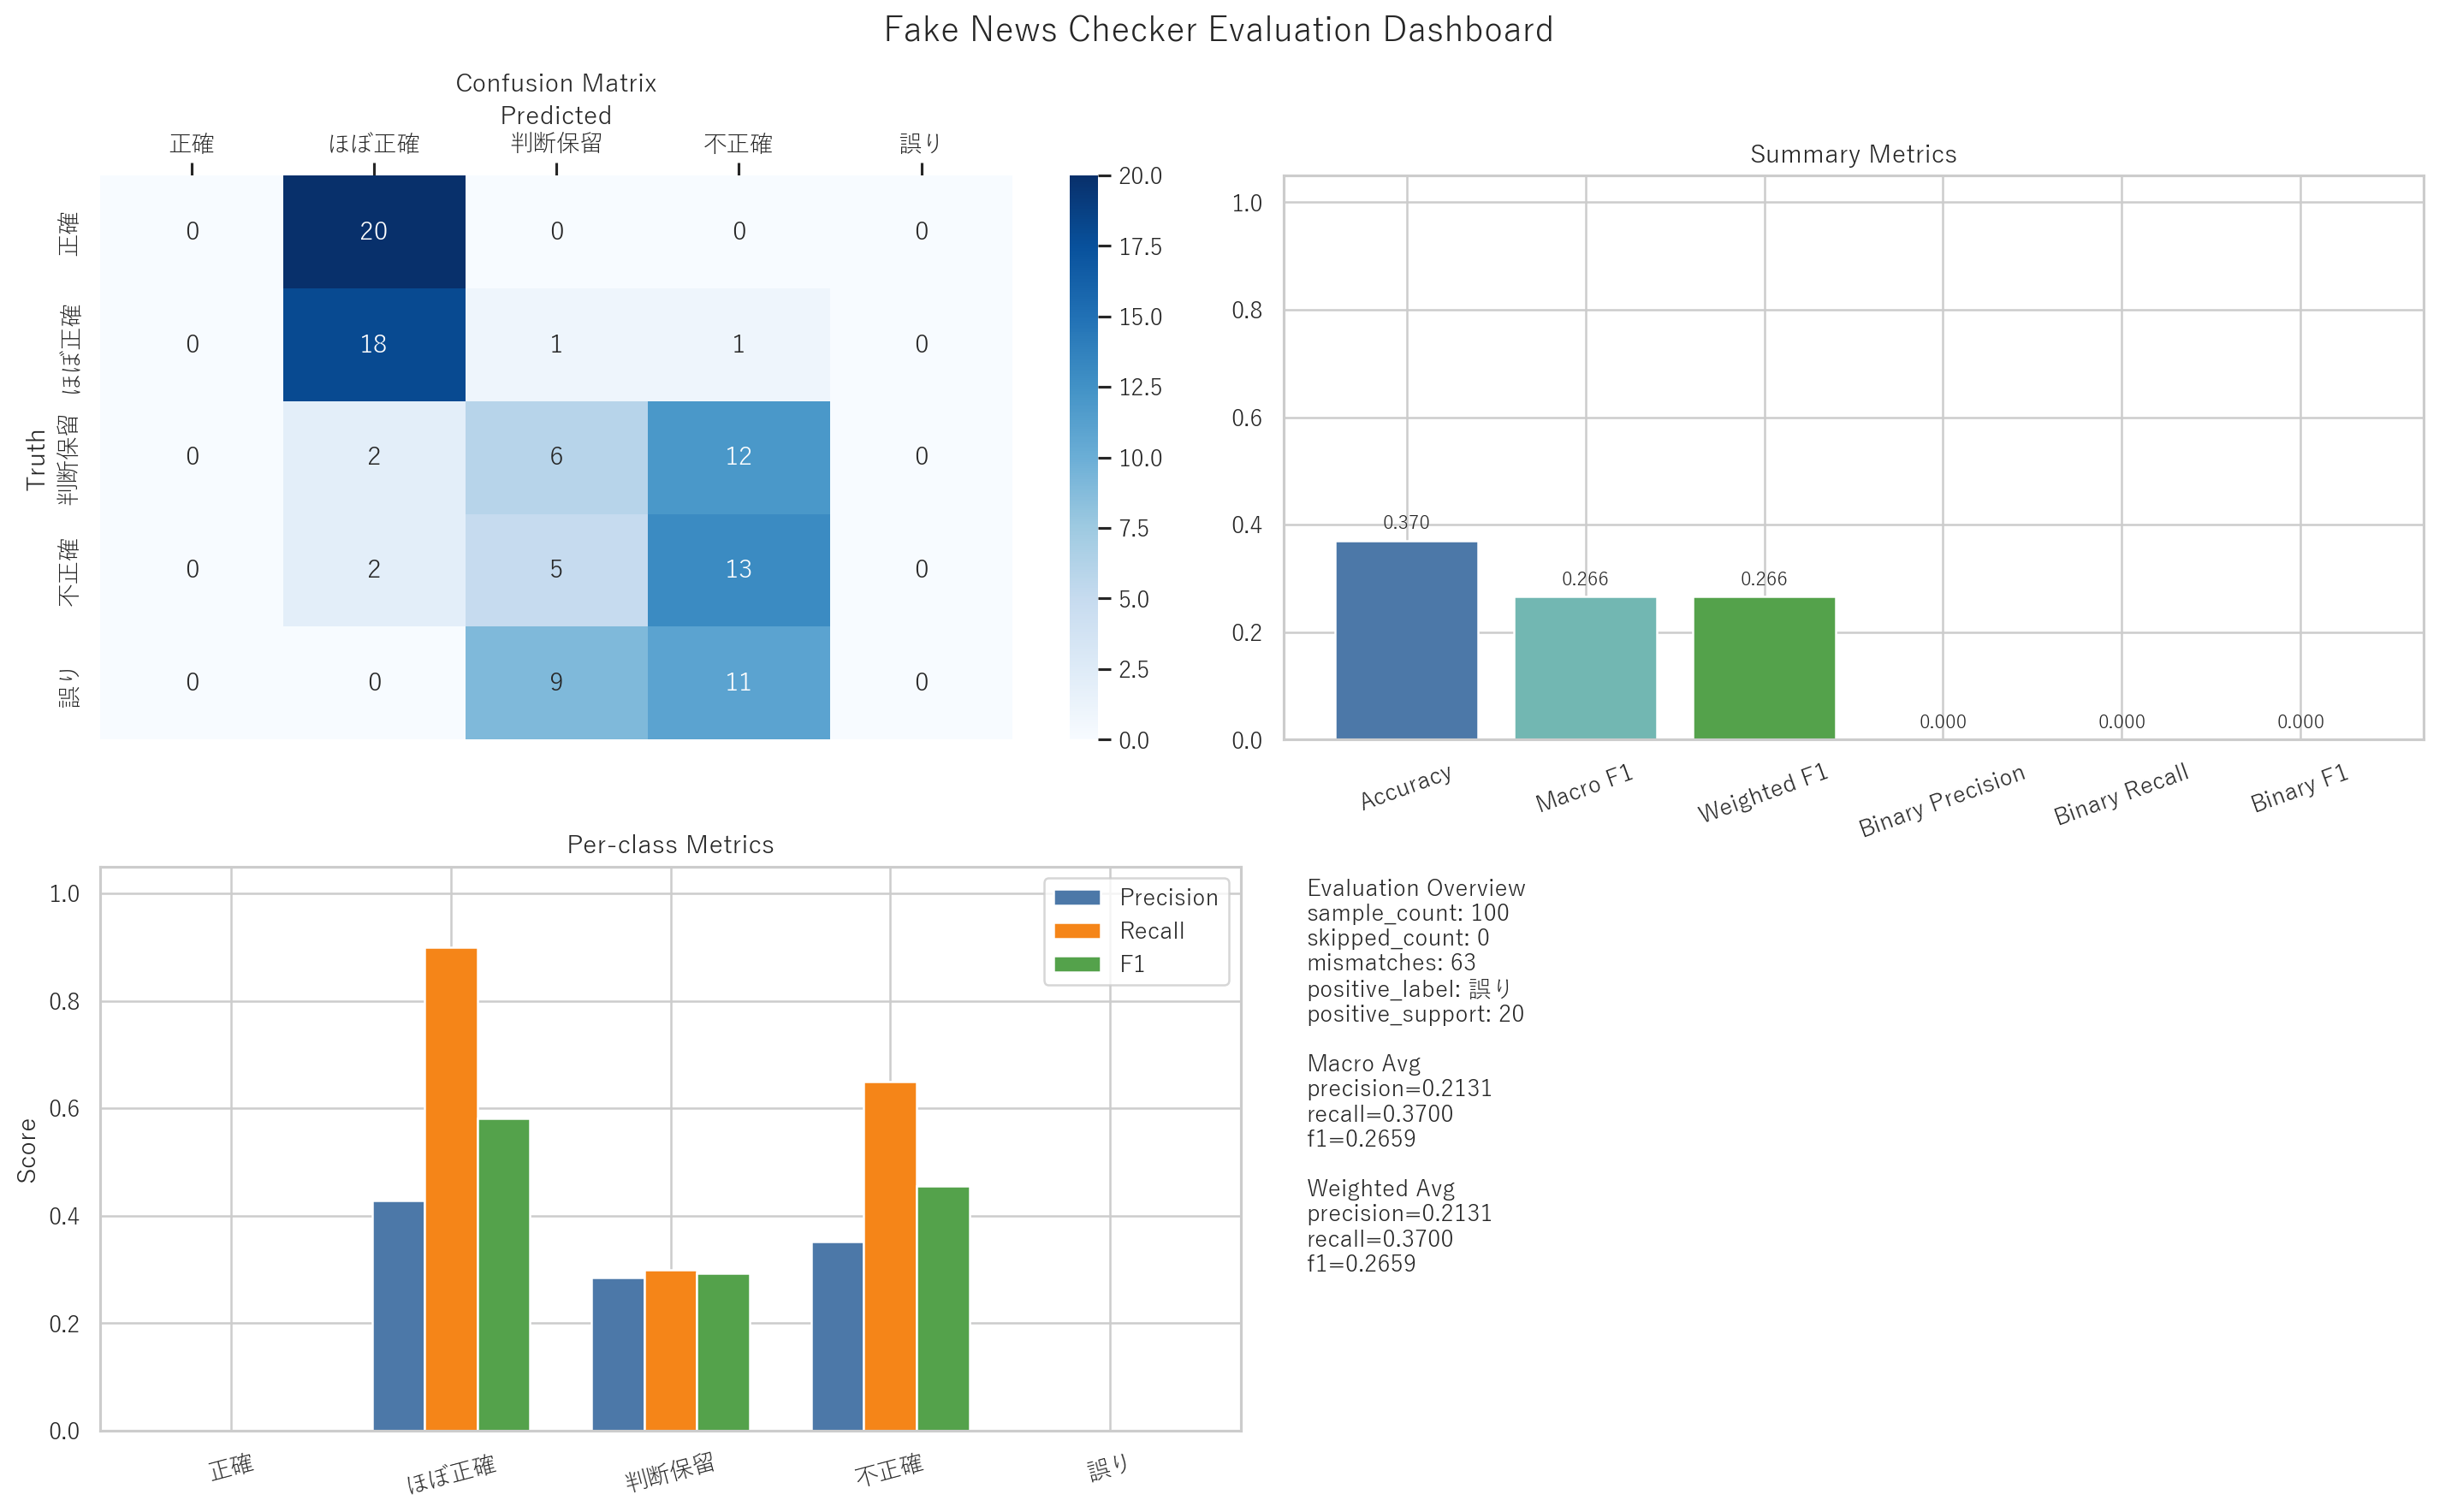 Fake News Checker Evaluation Dashboard
Confusion Matrix
Predicted
正確 ほぼ正確 判断保留 不正確 誤り
Truth
正確 0 20 0 0 0
ほぼ正確 0 18 1 1 0
判断保留 0 2 6 12 0
不正確 0 2 5 13 0
誤り 0 0 9 11 0
20.0
17.5
15.0
12.5
10.0
7.5
5.0
2.5
0.0
Summary Metrics
1.0
0.8
0.6
0.4
0.2
0.0
0.370 0.266 0.266 0.000 0.000 0.000
Accuracy Macro F1 Weighted F1 Binary Precision Binary Recall Binary F1
Per-class Metrics
Score
1.0
0.8
0.6
0.4
0.2
0.0
Precision
Recall
F1
正確 ほぼ正確 判断保留 不正確 誤り
Evaluation Overview
sample_count: 100
skipped_count: 0
mismatches: 63
positive_label: 誤り
positive_support: 20
Macro Avg
precision=0.2131
recall=0.3700
f1=0.2659
Weighted Avg
precision=0.2131
recall=0.3700
f1=0.2659